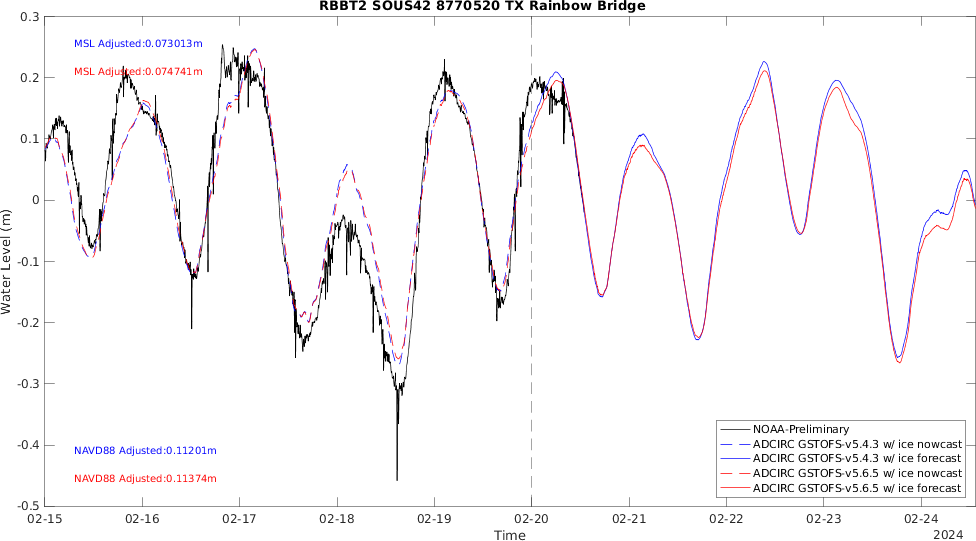 RBBT2 SOUS42 8770520 TX Rainbow Bridge
0.3
MSL Adjusted:0.073013m
MSL Adjusted:0.074741m
0.2
0.1
0
-0.1
-0.2
-0.3
-0.4
-0.5
Water Level (m)
NAVD88 Adjusted:0.11201m
NAVD88 Adjusted:0.11374m
NOAA-Preliminary
ADCIRC GSTOFS-v5.4.3 w/ ice nowcast
ADCIRC GSTOFS-v5.4.3 w/ ice forecast
ADCIRC GSTOFS-v5.6.5 w/ ice nowcast
ADCIRC GSTOFS-v5.6.5 w/ ice forecast
02-15 02-16 02-17 02-18 02-19 02-20 02-21 02-22 02-23 02-24
Time
2024